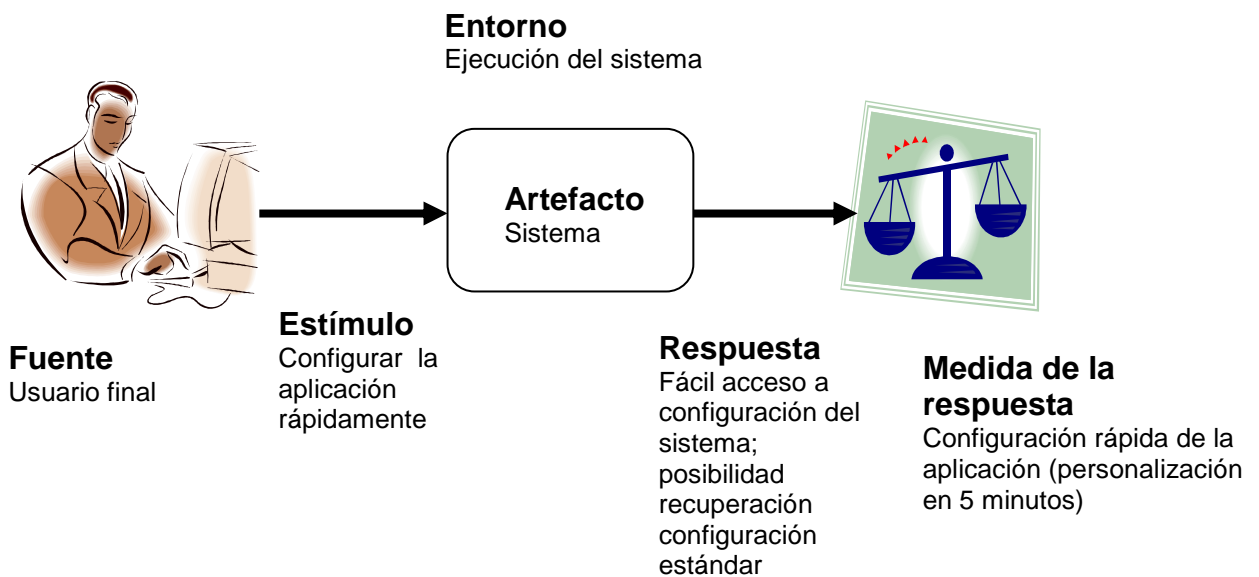 Entorno
Ejecución del sistema
Artefacto
Sistema
Fuente
Usuario final
Estímulo
Configurar la
aplicación
rápidamente
Respuesta
Fácil acceso a
configuración del
sistema;
posibilidad
recuperación
configuración
estándar
Medida de la
respuesta
Configuración rápida de la
aplicación (personalización
en 5 minutos)